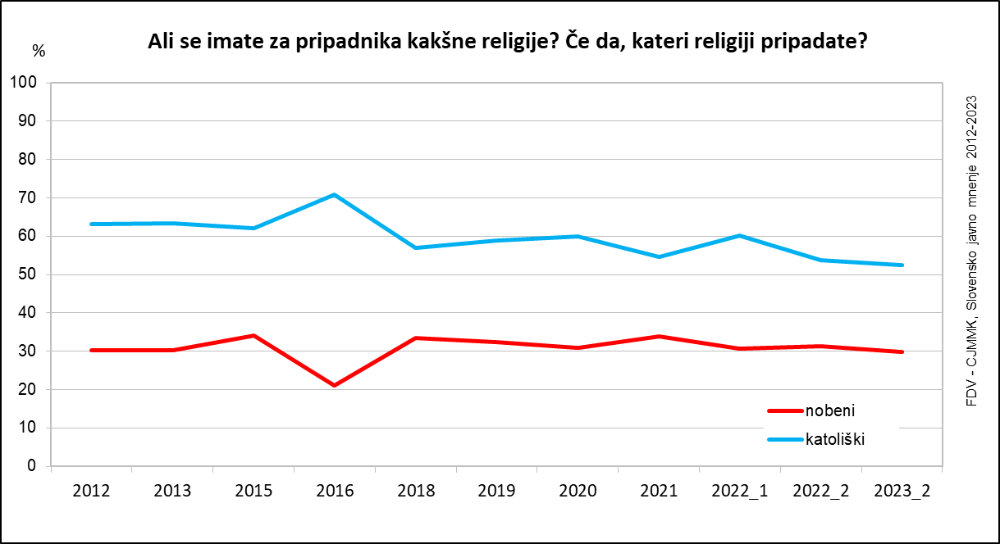 Ali se imate za pripadnika kakšne religije? Če da, kateri religiji pripadate?
%
100
90
80
70
60
50
40
30
20
10
0
2012 2013 2015 2016 2018 2019 2020 2021 2022_1 2022_2 2023_2
nobeni
katoliški
FDV - CJMMK, Slovensko javno mnenje 2012-2023